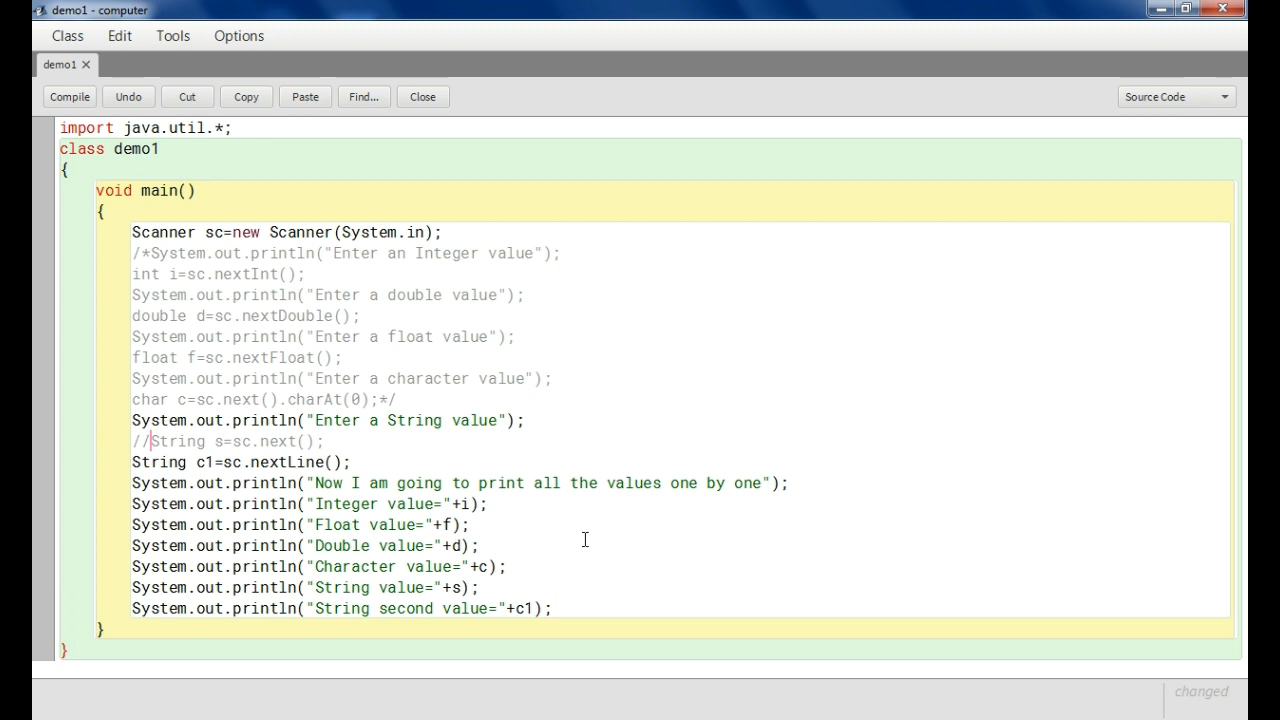 demo1 - computer
Class Edit Tools Options
demo1
Compile Undo Cut Copy Paste Find... Close Source Code
import java.util.*;
class demo1
{
void main()
{
Scanner sc=new Scanner(System.in);
/*System.out.println("Enter an Integer value");
int i=sc.nextInt();
System.out.println("Enter a double value");
double d=sc.nextDouble();
System.out.println("Enter a float value");
float f=sc.nextFloat();
System.out.println("Enter a character value");
char c=sc.next().charAt(0);*/
System.out.println("Enter a String value");
//String s=sc.next();
String c1=sc.nextLine();
System.out.println("Now I am going to print all the values one by one");
System.out.println("Integer value="+i);
System.out.println("Float value="+f);
System.out.println("Double value="+d);
System.out.println("Character value="+c);
System.out.println("String value="+s);
System.out.println("String second value="+c1);
}
}
changed